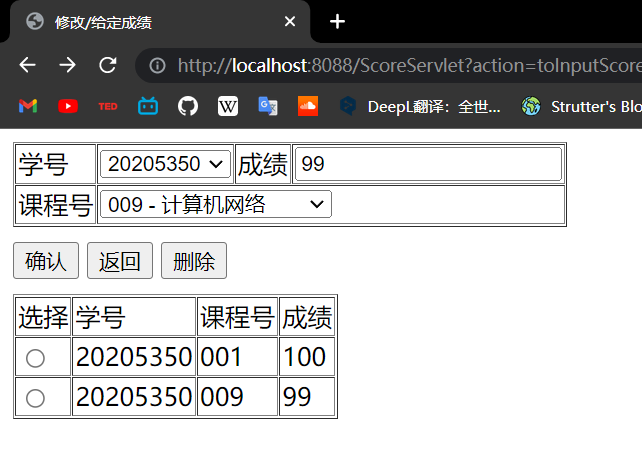 修改/给定成绩
http://localhost:8088/ScoreServlet?action=toInputScore
TED W DeepL翻译：全世... Strutter's Blo
学号 20205350 成绩 99
课程号 009 - 计算机网络
确认 返回 删除
选择 学号 课程号 成绩
20205350 001 100
20205350 009 99